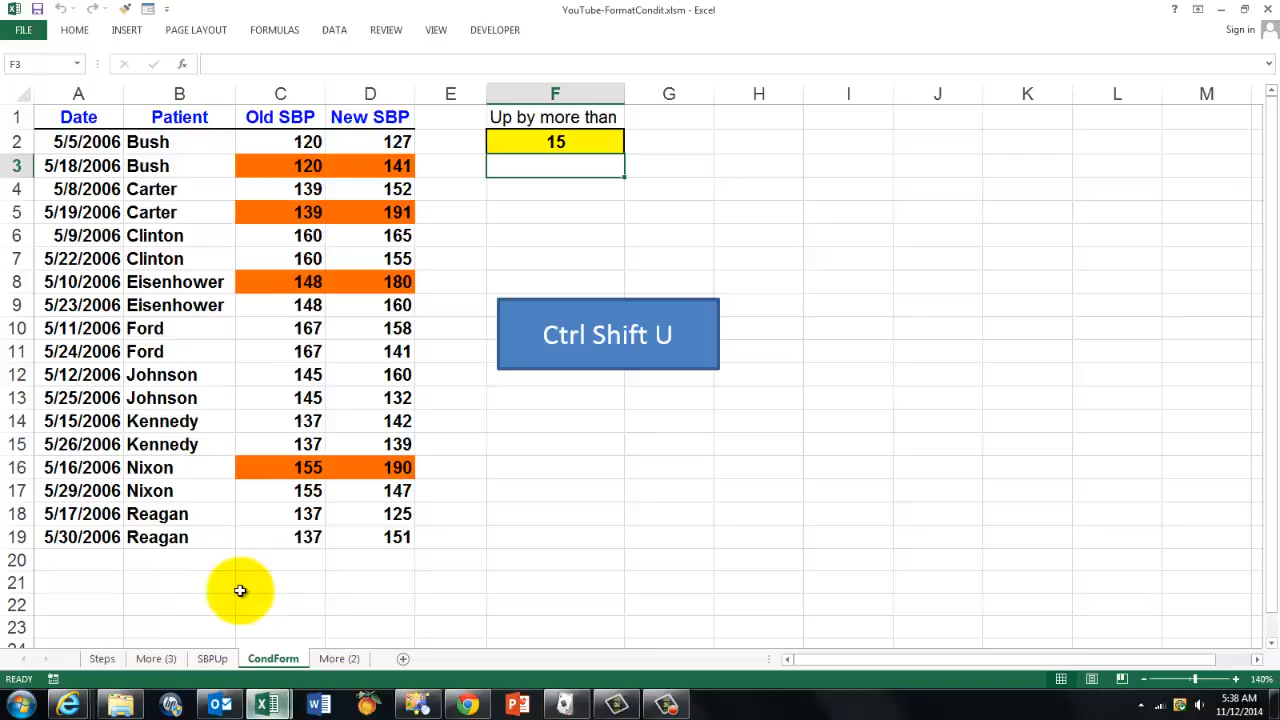 YouTube-FormatCondit.xlsm - Excel
FILE HOME INSERT PAGE LAYOUT FORMULAS DATA REVIEW VIEW DEVELOPER Sign in
F3
A B C D E F G H I J K L M
1 Date Patient Old SBP New SBP Up by more than
2 5/5/2006 Bush 120 127 15
3 5/18/2006 Bush 120 141
4 5/8/2006 Carter 139 152
5 5/19/2006 Carter 139 191
6 5/9/2006 Clinton 160 165
7 5/22/2006 Clinton 160 155
8 5/10/2006 Eisenhower 148 180
9 5/23/2006 Eisenhower 148 160
10 5/11/2006 Ford 167 158
Ctrl Shift U
11 5/24/2006 Ford 167 141
12 5/12/2006 Johnson 145 160
13 5/25/2006 Johnson 145 132
14 5/15/2006 Kennedy 137 142
15 5/26/2006 Kennedy 137 139
16 5/16/2006 Nixon 155 190
17 5/29/2006 Nixon 155 147
18 5/17/2006 Reagan 137 125
19 5/30/2006 Reagan 137 151
20
21
22
23
24
Steps More (3) SBPUp CondForm More (2)
READY 140%
5:38 AM
11/12/2014